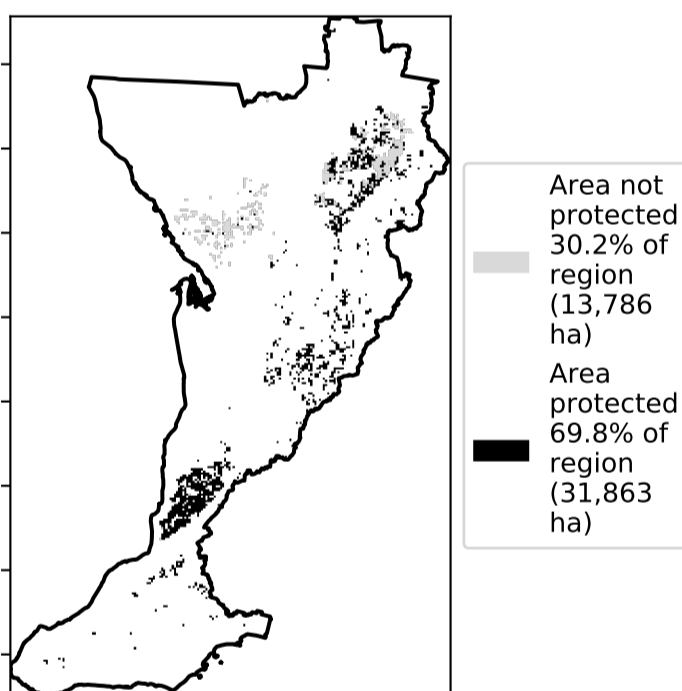 Area not
protected
30.2% of
region
(13,786
ha)
Area
protected
69.8% of
region
(31,863
ha)